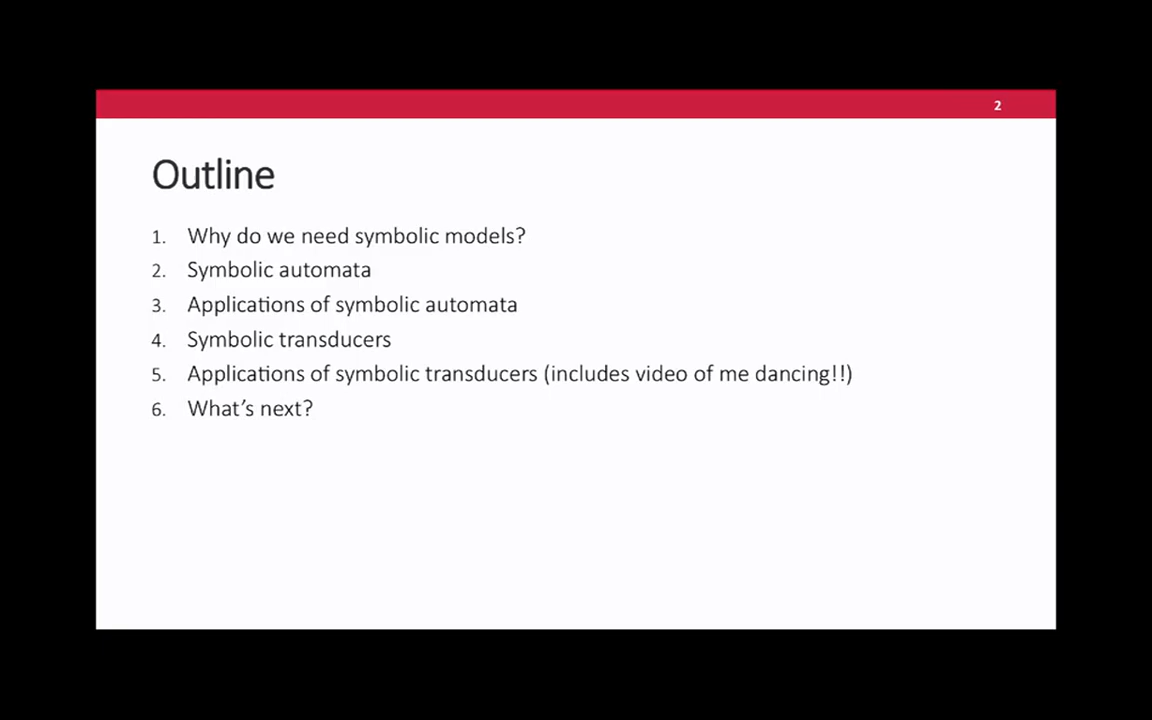 2
Outline
1. Why do we need symbolic models?
2. Symbolic automata
3. Applications of symbolic automata
4. Symbolic transducers
5. Applications of symbolic transducers (includes video of me dancing!!)
6. What’s next?